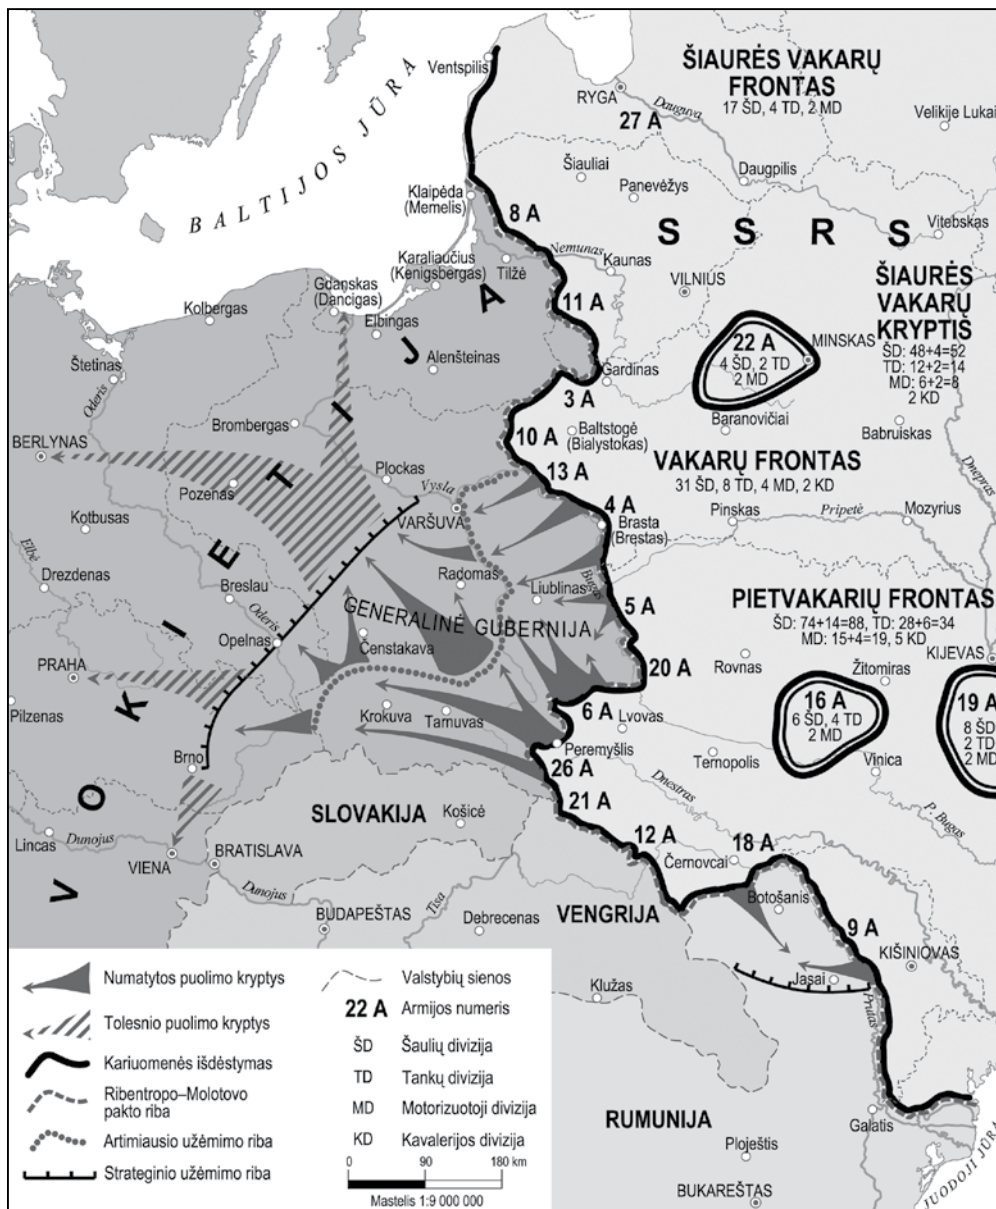 Ventspilis
ŠIAURĖS VAKARŲ
FRONTAS
17 ŠD, 4 TD, 2 MD
RYGA
Dauguva
27 A
Velikije Lukai
BALTIJOS JŪRA
Šiauliai
Daugpilis
Panevėžys
Klaipėda
(Memelis)
8 A
S S R S
Vitebskas
Nemunas
Karaliaučius
(Kenigsbergas)
Tilžė
Kaunas
VILNIUS
ŠIAURĖS
VAKARŲ
KRYPTIS
ŠD: 48+4=52
TD: 12+2=14
MD: 6+2=8
2 KD
Gdanskas
(Dancigas)
Kolbergas
Elbingas
11 A
22 A
4 ŠD, 2 TD
2 MD
MINSKAS
Štetinas
Alenšteinas
Gardinas
Oderis
3 A
Baranovičiai
Babruiskas
Brombergas
10 A
Baltstogė
(Bialystokas)
Dnepras
BERLYNAS
VAKARŲ FRONTAS
31 ŠD, 8 TD, 4 MD, 2 KD
13 A
Plockas
Vysla
Pozenas
VARŠUVA
4 A
Brasta
(Brestas)
Pinskas
Pripetė
Mozyrius
Kotbusas
Elbė
Drezdenas
Radomas
Liublinas
Bugas
Breslau
Oderis
GENERALINĖ GUBERNIJA
5 A
PIETVAKARIŲ FRONTAS
ŠD: 74+14=88, TD: 28+6=34
MD: 15+4=19, 5 KD
Opelnas
Čenstakava
KIJEVAS
PRAHA
20 A
Rovnas
Žitomiras
Pilzenas
VOKIETIJA
16 A
6 ŠD, 4 TD
2 MD
19 A
8 ŠD
2 TD
2 MD
Krokuva
Tarnuvas
6 A
Lvovas
Peremyšlis
Ternopolis
Vinica
Brno
26 A
Dnestras
P. Bugas
21 A
SLOVAKIJA
Košicė
Lincas
Dunojus
VIENA
BRATISLAVA
12 A
Černovcai
18 A
Dunojus
Tisa
BUDAPEŠTAS
Debrecenas
VENGRIJA
Botošanis
9 A
KIŠINIOVAS
Jasai
Klužas
Prutas
RUMUNIJA
Galatis
Ploještis
BUKAREŠTAS
JUODOJI JŪRA
Numatytos puolimo kryptys
Tolesnio puolimo kryptys
Kariuomenės išdėstymas
Ribentropo–Molotovo
pakto riba
Artimiausio užėmimo riba
Strateginio užėmimo riba
Valstybių sienos
22 A Armijos numeris
ŠD Šaulių divizija
TD Tankų divizija
MD Motorizuotoji divizija
KD Kavalerijos divizija
0 90 180 km
Mastelis 1:9 000 000